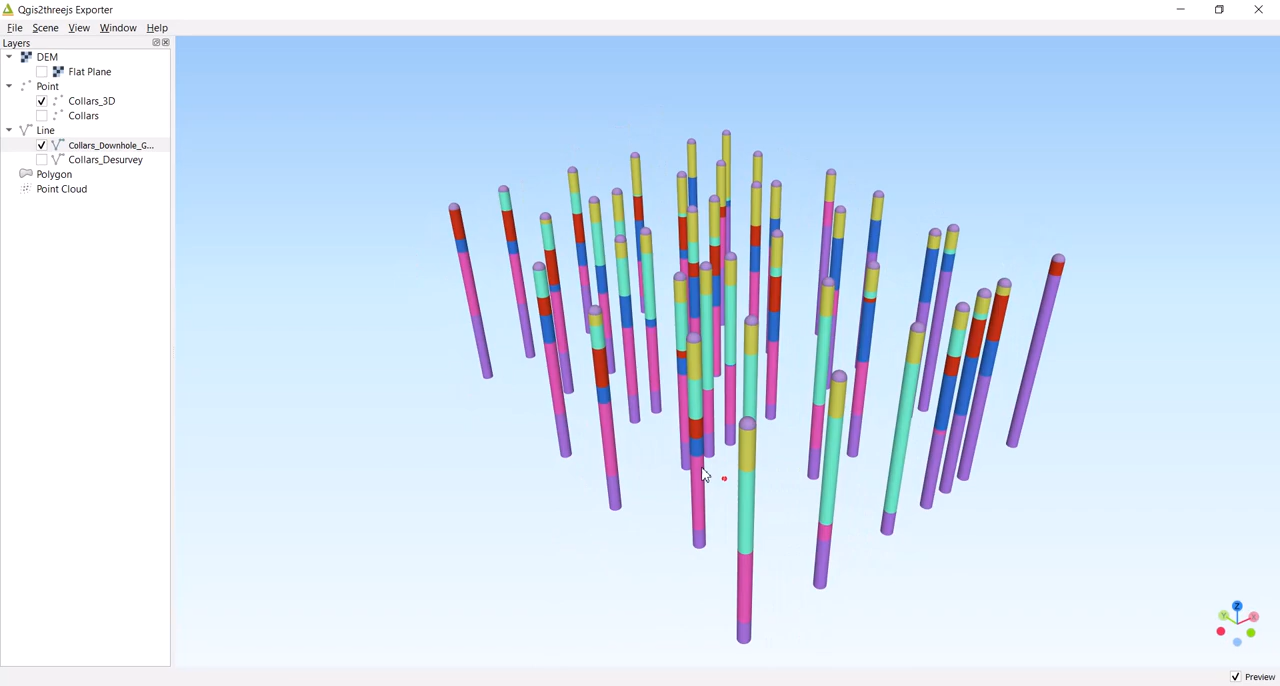 Qgis2threejs Exporter
File Scene View Window Help
Layers
DEM
Flat Plane
Point
Collars_3D
Collars
Line
Collars_Downhole_G...
Collars_Desurvey
Polygon
Point Cloud
Z
Y
X
Preview